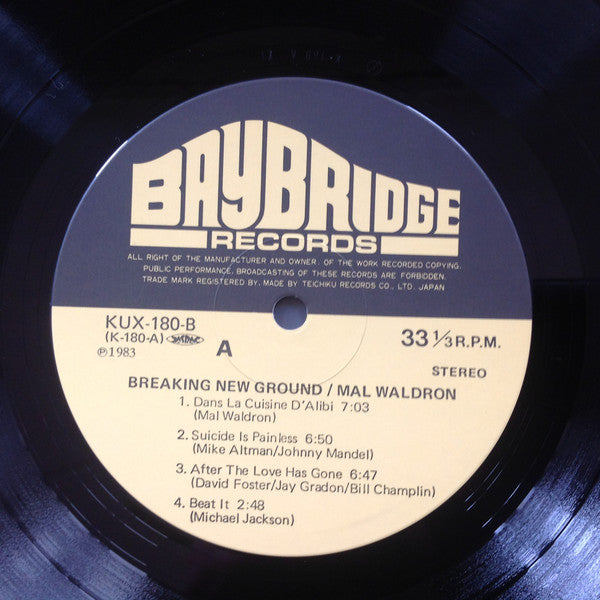 BAYBRIDGE
RECORDS
ALL RIGHT OF THE MANUFACTURER AND OWNER. OF THE WORK RECORDED COPYING.
PUBLIC PERFORMANCE. BROADCASTING OF THESE RECORDS ARE FORBIDDEN.
TRADE MARK REGISTERED BY. MADE BY TEICHIKU RECORDS CO., LTD. JAPAN
KUX-180-B
(K-180-A)
℗1983
A
33 1/3 R.P.M.
STEREO
BREAKING NEW GROUND / MAL WALDRON
1. Dans La Cuisine D'Alibi 7:03
(Mal Waldron)
2. Suicide Is Painless 6:50
(Mike Altman/Johnny Mandel)
3. After The Love Has Gone 6:47
(David Foster/Jay Gradon/Bill Champlin)
4. Beat It 2:48
(Michael Jackson)